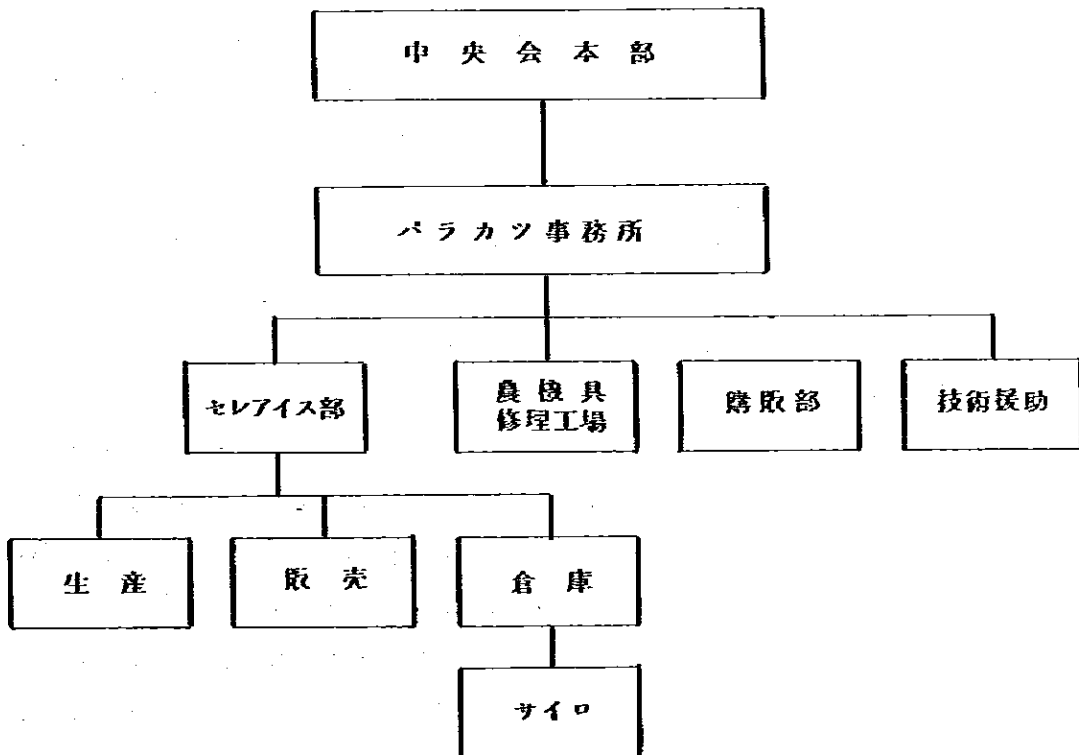 中央会本部
パラカツ事務所
セレアイス部
農機具
修理工場
購販部
技術援助
生産
販売
倉庫
サイロ